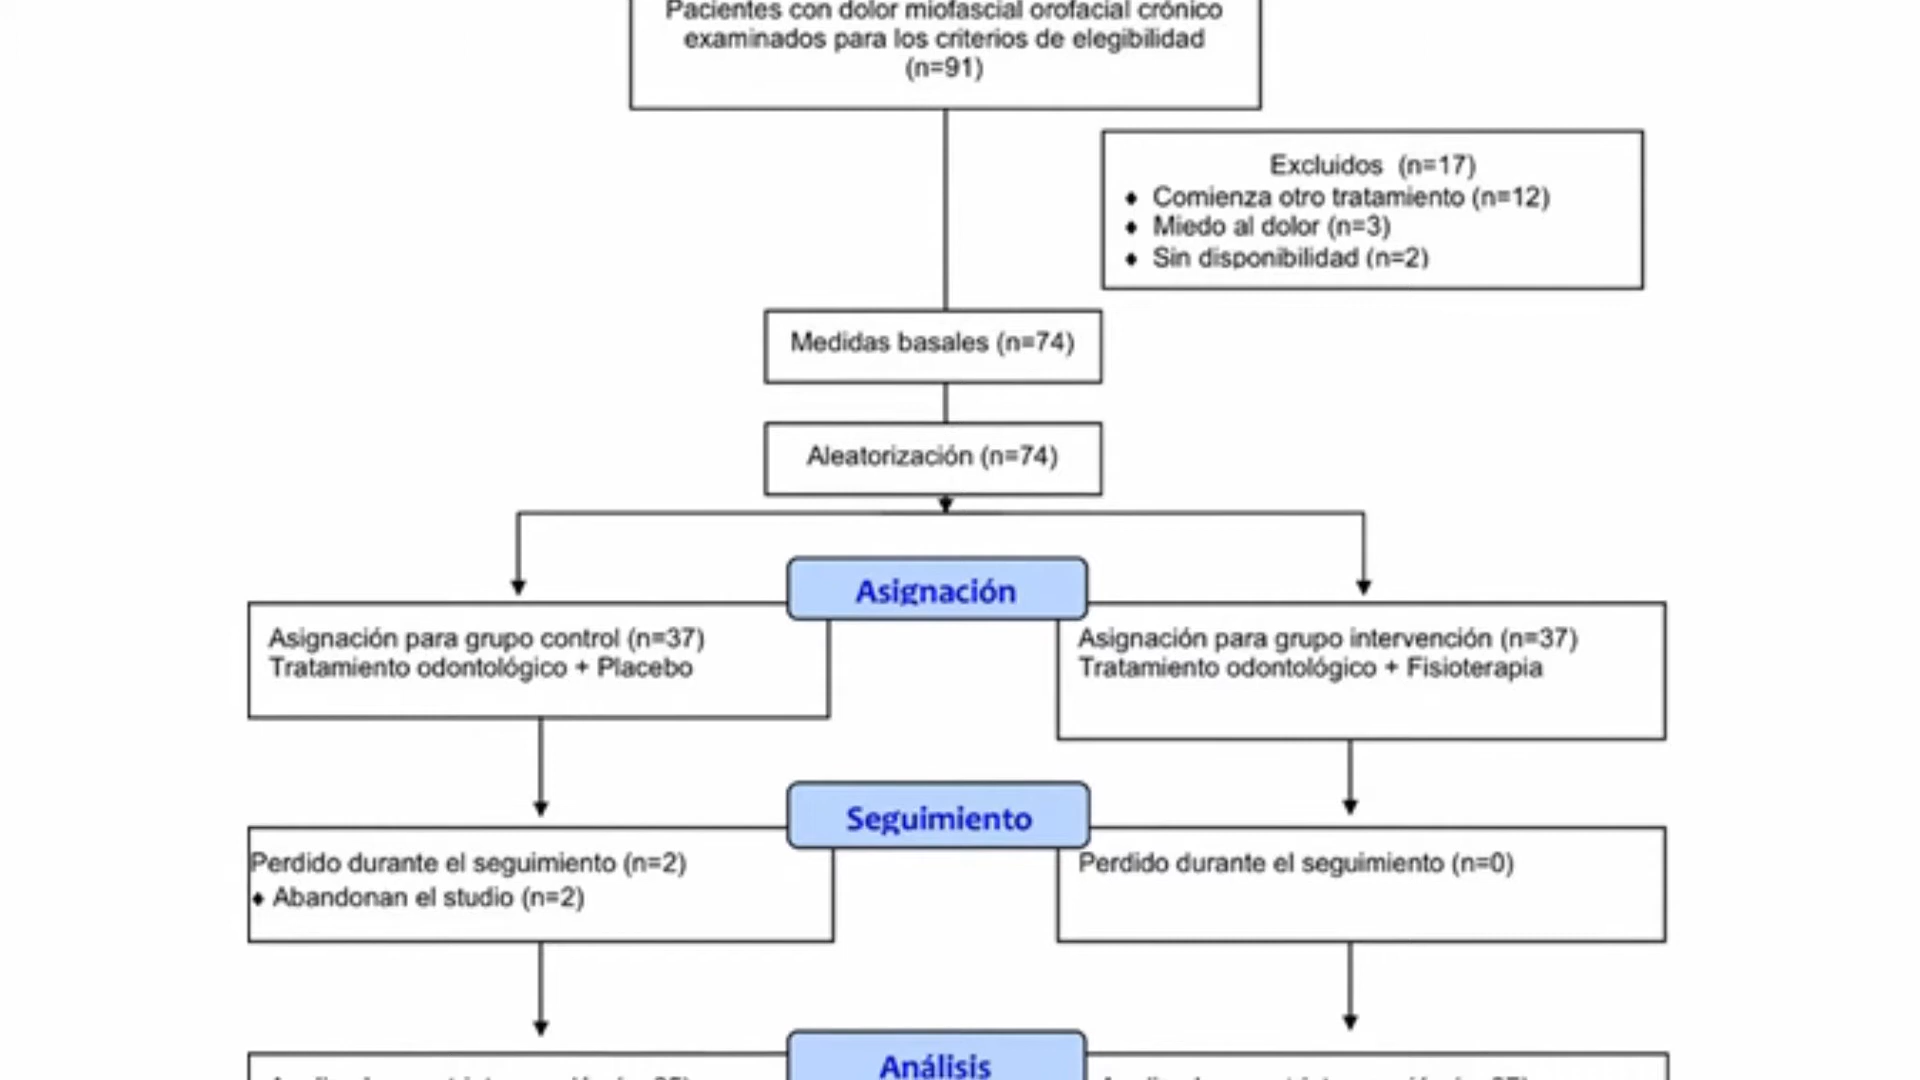 Pacientes con dolor miofascial orofacial crónico
examinados para los criterios de elegibilidad
(n=91)
Excluidos (n=17)
♦ Comienza otro tratamiento (n=12)
♦ Miedo al dolor (n=3)
♦ Sin disponibilidad (n=2)
Medidas basales (n=74)
Aleatorización (n=74)
Asignación
Asignación para grupo control (n=37)
Tratamiento odontológico + Placebo
Asignación para grupo intervención (n=37)
Tratamiento odontológico + Fisioterapia
Seguimiento
Perdido durante el seguimiento (n=2)
♦ Abandonan el studio (n=2)
Perdido durante el seguimiento (n=0)
Análisis